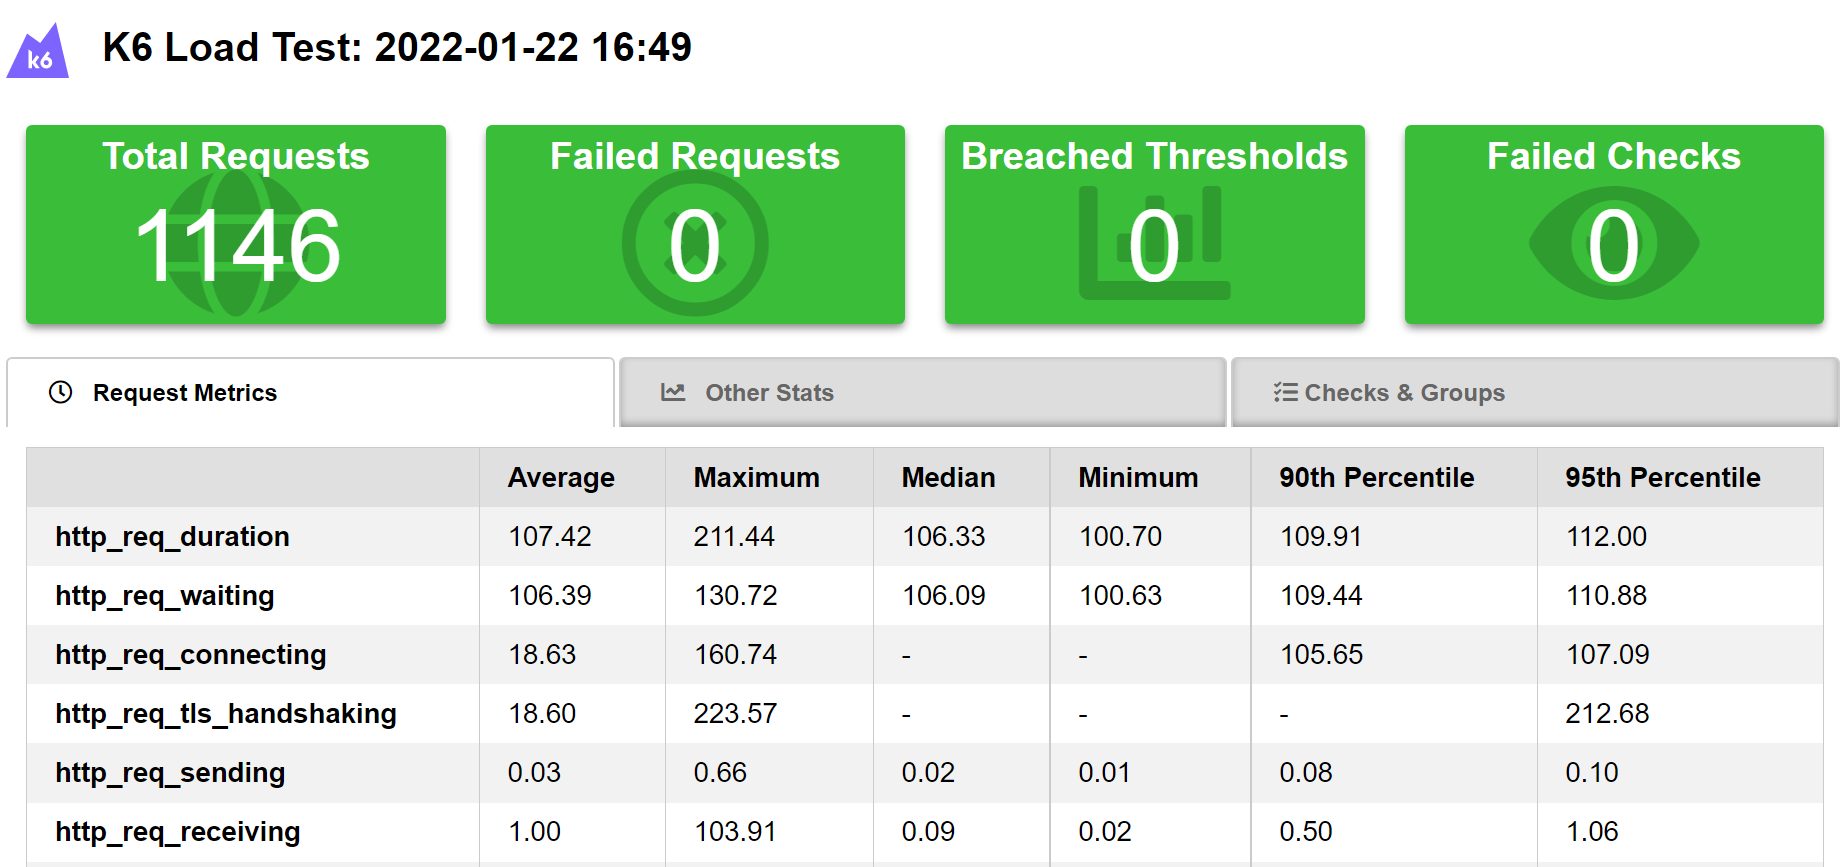 k6
K6 Load Test: 2022-01-22 16:49
Total Requests
1146
Failed Requests
0
Breached Thresholds
0
Failed Checks
0
Request Metrics
Other Stats
Checks & Groups
Average Maximum Median Minimum 90th Percentile 95th Percentile
http_req_duration 107.42 211.44 106.33 100.70 109.91 112.00
http_req_waiting 106.39 130.72 106.09 100.63 109.44 110.88
http_req_connecting 18.63 160.74 - - 105.65 107.09
http_req_tls_handshaking 18.60 223.57 - - - 212.68
http_req_sending 0.03 0.66 0.02 0.01 0.08 0.10
http_req_receiving 1.00 103.91 0.09 0.02 0.50 1.06